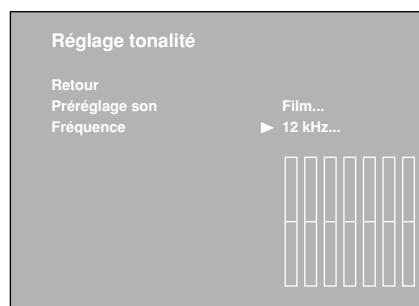 Réglage tonalité
Retour
Préréglage son Film...
Fréquence ▶ 12 kHz...